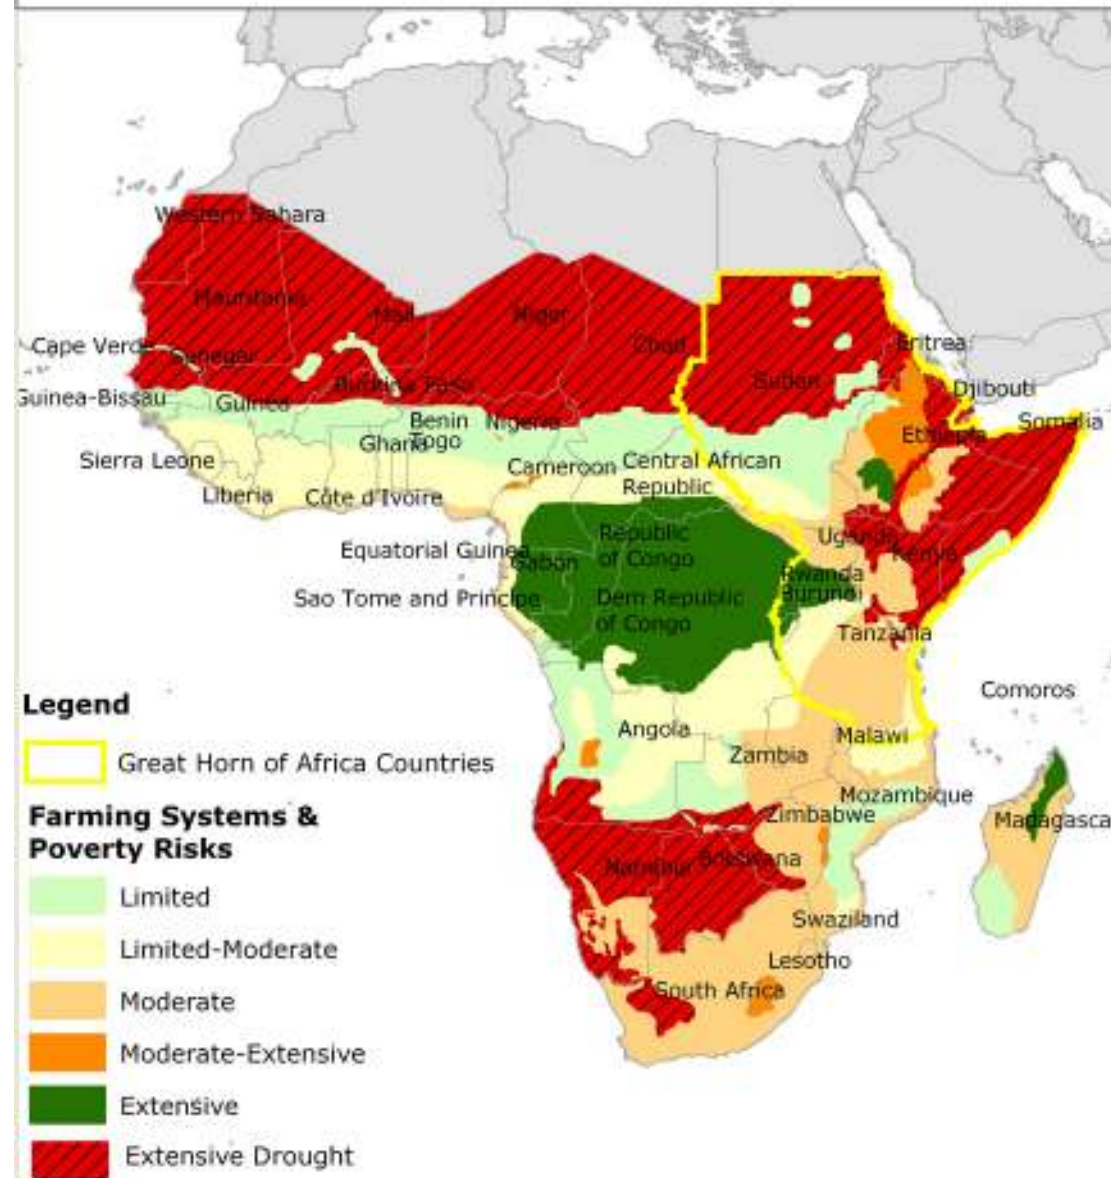 Western Sahara
Mauritania
Mali
Niger
Chad
Cape Verde
Senegal
Sudan
Eritrea
Burkina Faso
Djibouti
Guinea-Bissau
Guinea
Benin
Nigeria
Somalia
Togo
Ghana
Ethiopia
Sierra Leone
Cameroon
Central African
Republic
Liberia
Côte d'Ivoire
Uganda
Republic
of Congo
Equatorial Guinea
Gabon
Kenya
Rwanda
Burundi
Sao Tome and Principe
Dem Republic
of Congo
Tanzania
Comoros
Legend
Angola
Malawi
Great Horn of Africa Countries
Zambia
Mozambique
Farming Systems &
Poverty Risks
Zimbabwe
Madagasca
Namibia
Botswana
Limited
Swaziland
Limited-Moderate
Lesotho
South Africa
Moderate
Moderate-Extensive
Extensive
Extensive Drought